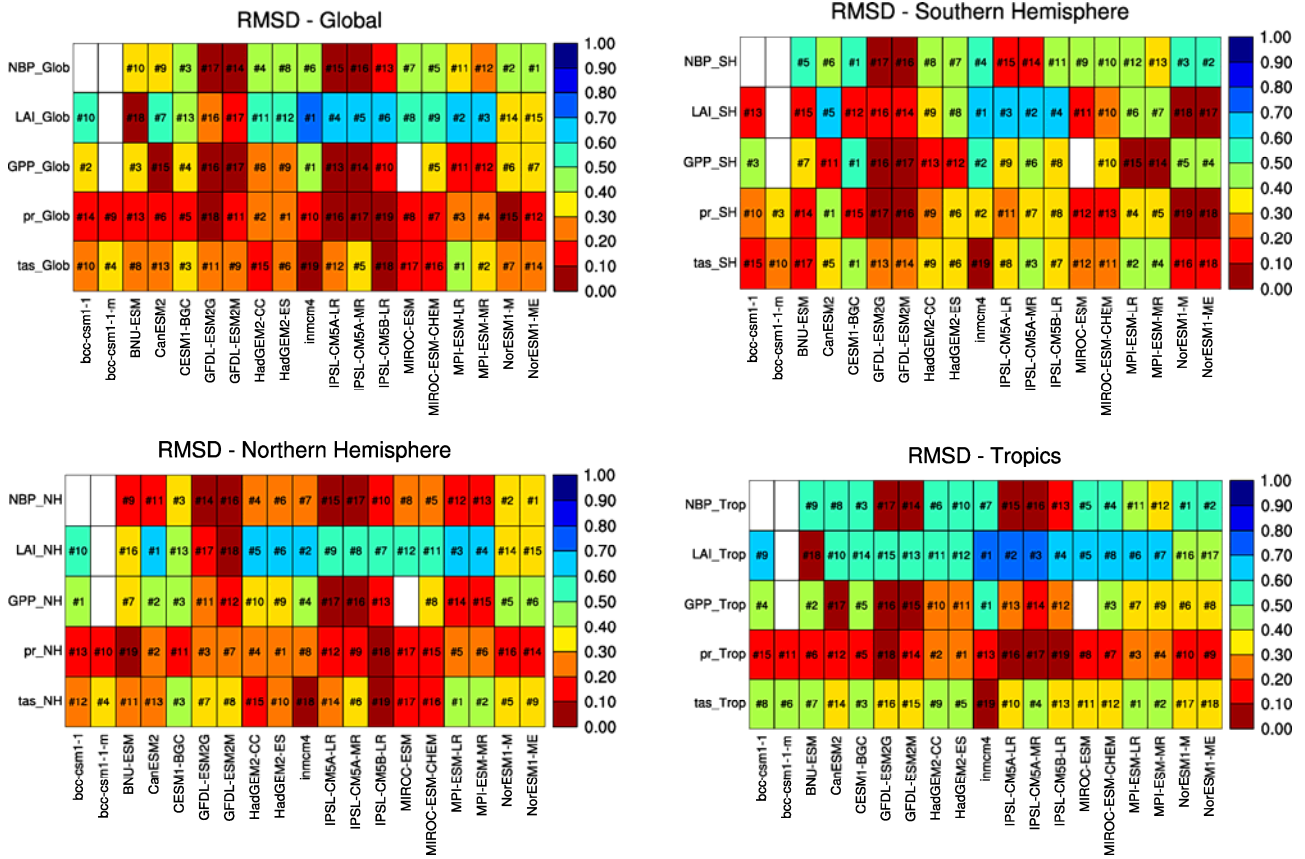 RMSD - Global
NBP_Glob #10 #9 #3 #17 #14 #4 #8 #6 #15 #16 #13 #7 #5 #11 #12 #2 #1
LAI_Glob #10 #18 #7 #13 #16 #17 #11 #12 #1 #4 #5 #6 #8 #9 #2 #3 #14 #15
GPP_Glob #2 #3 #15 #4 #16 #17 #8 #9 #1 #13 #14 #10 #5 #11 #12 #6 #7
pr_Glob #14 #9 #13 #6 #5 #18 #11 #2 #1 #10 #16 #17 #19 #8 #7 #3 #4 #15 #12
tas_Glob #10 #4 #8 #13 #3 #11 #9 #15 #6 #19 #12 #5 #18 #17 #16 #1 #2 #7 #14
1.00
0.90
0.80
0.70
0.60
0.50
0.40
0.30
0.20
0.10
0.00
bcc-csm1-1
bcc-csm1-1-m
BNU-ESM
CanESM2
CESM1-BGC
GFDL-ESM2G
GFDL-ESM2M
HadGEM2-CC
HadGEM2-ES
inmcm4
IPSL-CM5A-LR
IPSL-CM5A-MR
IPSL-CM5B-LR
MIROC-ESM
MIROC-ESM-CHEM
MPI-ESM-LR
MPI-ESM-MR
NorESM1-M
NorESM1-ME
RMSD - Southern Hemisphere
NBP_SH #5 #6 #1 #17 #16 #8 #7 #4 #15 #14 #11 #9 #10 #12 #13 #3 #2
LAI_SH #13 #15 #5 #12 #16 #14 #9 #8 #1 #3 #2 #4 #11 #10 #6 #7 #18 #17
GPP_SH #3 #7 #11 #1 #16 #17 #13 #12 #2 #9 #6 #8 #10 #15 #14 #5 #4
pr_SH #10 #3 #14 #1 #15 #17 #16 #9 #6 #2 #11 #7 #8 #12 #13 #4 #5 #19 #18
tas_SH #15 #10 #17 #5 #1 #13 #14 #9 #6 #19 #8 #3 #7 #12 #11 #2 #4 #16 #18
1.00
0.90
0.80
0.70
0.60
0.50
0.40
0.30
0.20
0.10
0.00
bcc-csm1-1
bcc-csm1-1-m
BNU-ESM
CanESM2
CESM1-BGC
GFDL-ESM2G
GFDL-ESM2M
HadGEM2-CC
HadGEM2-ES
inmcm4
IPSL-CM5A-LR
IPSL-CM5A-MR
IPSL-CM5B-LR
MIROC-ESM
MIROC-ESM-CHEM
MPI-ESM-LR
MPI-ESM-MR
NorESM1-M
NorESM1-ME
RMSD - Northern Hemisphere
NBP_NH #9 #11 #3 #14 #16 #4 #6 #7 #15 #17 #10 #8 #5 #12 #13 #2 #1
LAI_NH #10 #16 #1 #13 #17 #18 #5 #6 #2 #9 #8 #7 #12 #11 #3 #4 #14 #15
GPP_NH #1 #7 #2 #3 #11 #12 #10 #9 #4 #17 #16 #13 #8 #14 #15 #5 #6
pr_NH #13 #10 #19 #2 #11 #3 #7 #4 #1 #8 #12 #9 #18 #17 #15 #5 #6 #16 #14
tas_NH #12 #4 #11 #13 #3 #7 #8 #15 #10 #18 #14 #6 #19 #17 #16 #1 #2 #5 #9
1.00
0.90
0.80
0.70
0.60
0.50
0.40
0.30
0.20
0.10
0.00
bcc-csm1-1
bcc-csm1-1-m
BNU-ESM
CanESM2
CESM1-BGC
GFDL-ESM2G
GFDL-ESM2M
HadGEM2-CC
HadGEM2-ES
inmcm4
IPSL-CM5A-LR
IPSL-CM5A-MR
IPSL-CM5B-LR
MIROC-ESM
MIROC-ESM-CHEM
MPI-ESM-LR
MPI-ESM-MR
NorESM1-M
NorESM1-ME
RMSD - Tropics
NBP_Trop #9 #8 #3 #17 #14 #6 #10 #7 #15 #16 #13 #5 #4 #11 #12 #1 #2
LAI_Trop #9 #18 #10 #14 #15 #13 #11 #12 #1 #2 #3 #4 #5 #8 #6 #7 #16 #17
GPP_Trop #4 #2 #17 #5 #16 #15 #10 #11 #1 #13 #14 #12 #3 #7 #9 #6 #8
pr_Trop #15 #11 #6 #12 #5 #18 #14 #2 #1 #13 #16 #17 #19 #8 #7 #3 #4 #10 #9
tas_Trop #8 #6 #7 #14 #3 #16 #15 #9 #5 #19 #10 #4 #13 #11 #12 #1 #2 #17 #18
1.00
0.90
0.80
0.70
0.60
0.50
0.40
0.30
0.20
0.10
0.00
bcc-csm1-1
bcc-csm1-1-m
BNU-ESM
CanESM2
CESM1-BGC
GFDL-ESM2G
GFDL-ESM2M
HadGEM2-CC
HadGEM2-ES
inmcm4
IPSL-CM5A-LR
IPSL-CM5A-MR
IPSL-CM5B-LR
MIROC-ESM
MIROC-ESM-CHEM
MPI-ESM-LR
MPI-ESM-MR
NorESM1-M
NorESM1-ME